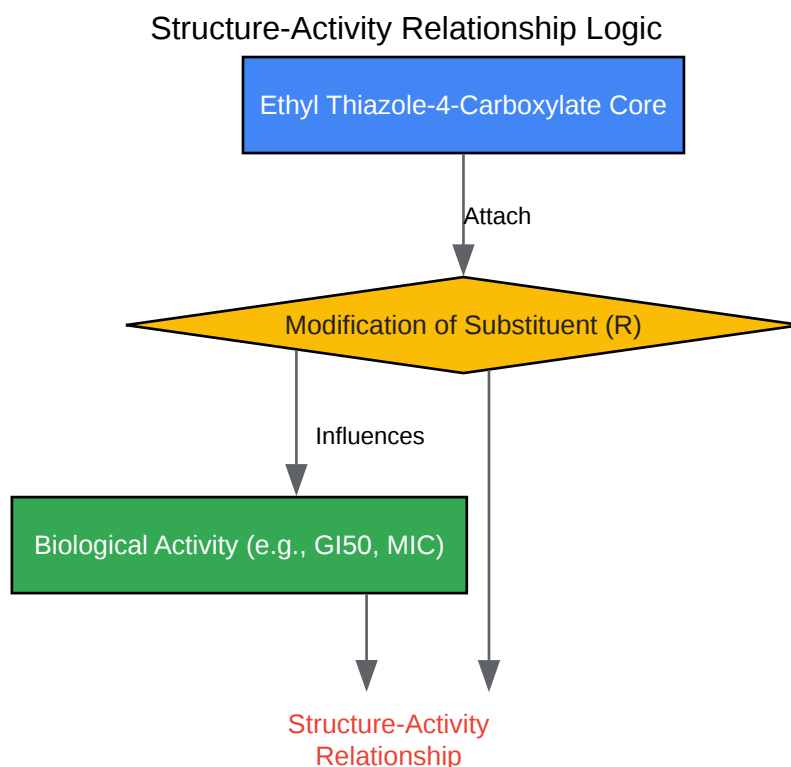 Structure-Activity Relationship Logic
Ethyl Thiazole-4-Carboxylate Core
Attach
Modification of Substituent (R)
Influences
Biological Activity (e.g., GI50, MIC)
Structure-Activity
Relationship